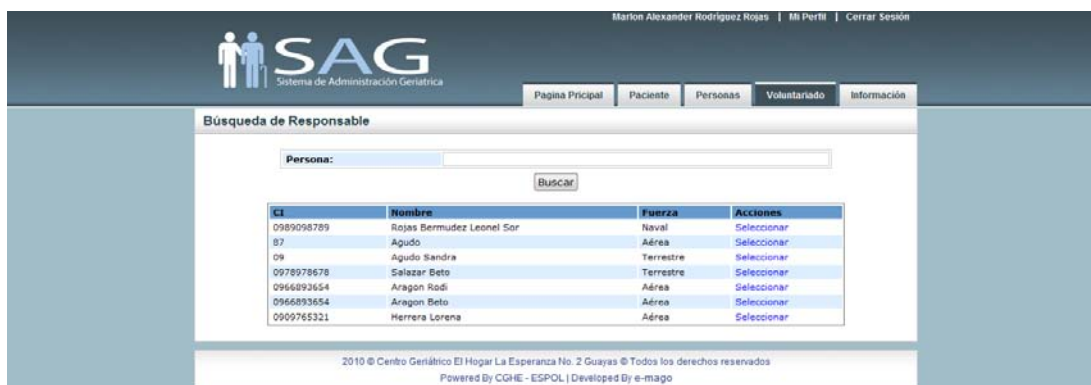 Marlon Alexander Rodríguez Rojas | Mi Perfil | Cerrar Sesión
SAG
Sistema de Administración Geriatrica
Pagina Pricipal Paciente Personas Voluntariado Información
Búsqueda de Responsable
Persona:
Buscar
CI Nombre Fuerza Acciones
0989098789 Rojas Bermudez Leonel Sor Naval Seleccionar
87 Agudo Aérea Seleccionar
09 Agudo Sandra Terrestre Seleccionar
0978978678 Salazar Beto Terrestre Seleccionar
0966893654 Aragon Rodi Aérea Seleccionar
0966893654 Aragon Beto Aérea Seleccionar
0909765321 Herrera Lorena Aérea Seleccionar
2010 © Centro Geriátrico El Hogar La Esperanza No. 2 Guayas © Todos los derechos reservados
Powered By CGHE - ESPOL | Developed By e-mago